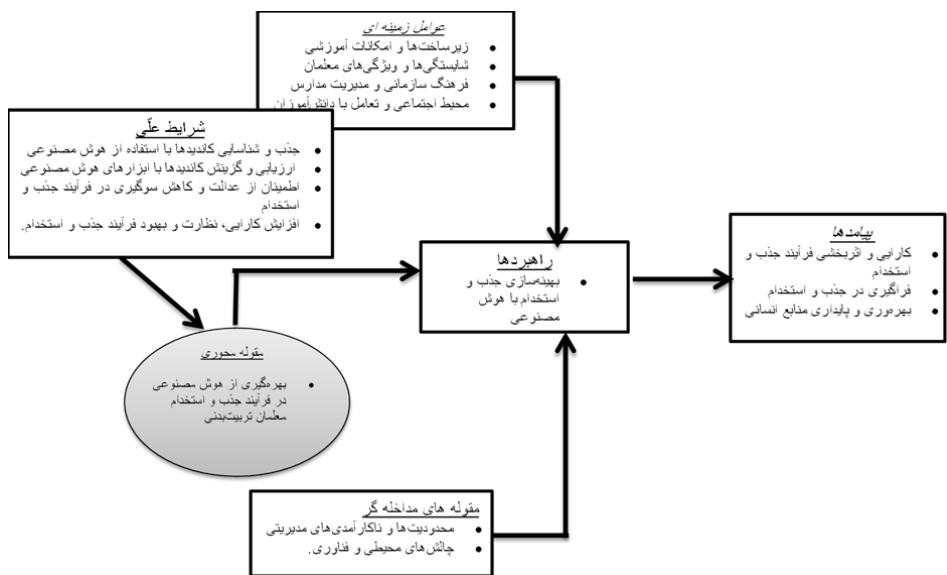 عوامل زمینه ای
زیرساخت‌ها و امکانات آموزشی
شایستگی‌ها و ویژگی‌های معلمان
فرهنگ سازمانی و مدیریت مدارس
محیط اجتماعی و تعامل با دانش‌آموزان
شرایط علّی
جذب و شناسایی کاندیدها با استفاده از هوش مصنوعی
ارزیابی و گزینش کاندیدها با ابزارهای هوش مصنوعی
اطمینان از عدالت و کاهش سوگیری در فرآیند جذب و
استخدام
افزایش کارایی، نظارت و بهبود فرآیند جذب و استخدام.
مقوله محوری
بهره‌گیری از هوش مصنوعی
در فرآیند جذب و استخدام
معلمان تربیت‌بدنی
راهبردها
بهینه‌سازی جذب و
استخدام با هوش
مصنوعی
پیامدها
کارایی و اثربخشی فرآیند جذب و
استخدام
فراگیری در جذب و استخدام
بهره‌وری و پایداری منابع انسانی
مقوله های مداخله گر
محدودیت‌ها و ناکارآمدی‌های مدیریتی
چالش‌های محیطی و فناوری.